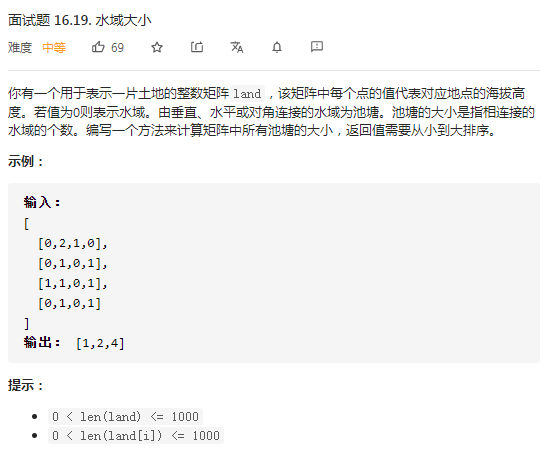 面试题 16.19. 水域大小
难度 中等 69
你有一个用于表示一片土地的整数矩阵 land ，该矩阵中每个点的值代表对应地点的海拔高
度。若值为0则表示水域。由垂直、水平或对角连接的水域为池塘。池塘的大小是指相连接的
水域的个数。编写一个方法来计算矩阵中所有池塘的大小，返回值需要从小到大排序。
示例：
输入：
[
[0,2,1,0],
[0,1,0,1],
[1,1,0,1],
[0,1,0,1]
]
输出： [1,2,4]
提示：
• 0 < len(land) <= 1000
• 0 < len(land[i]) <= 1000